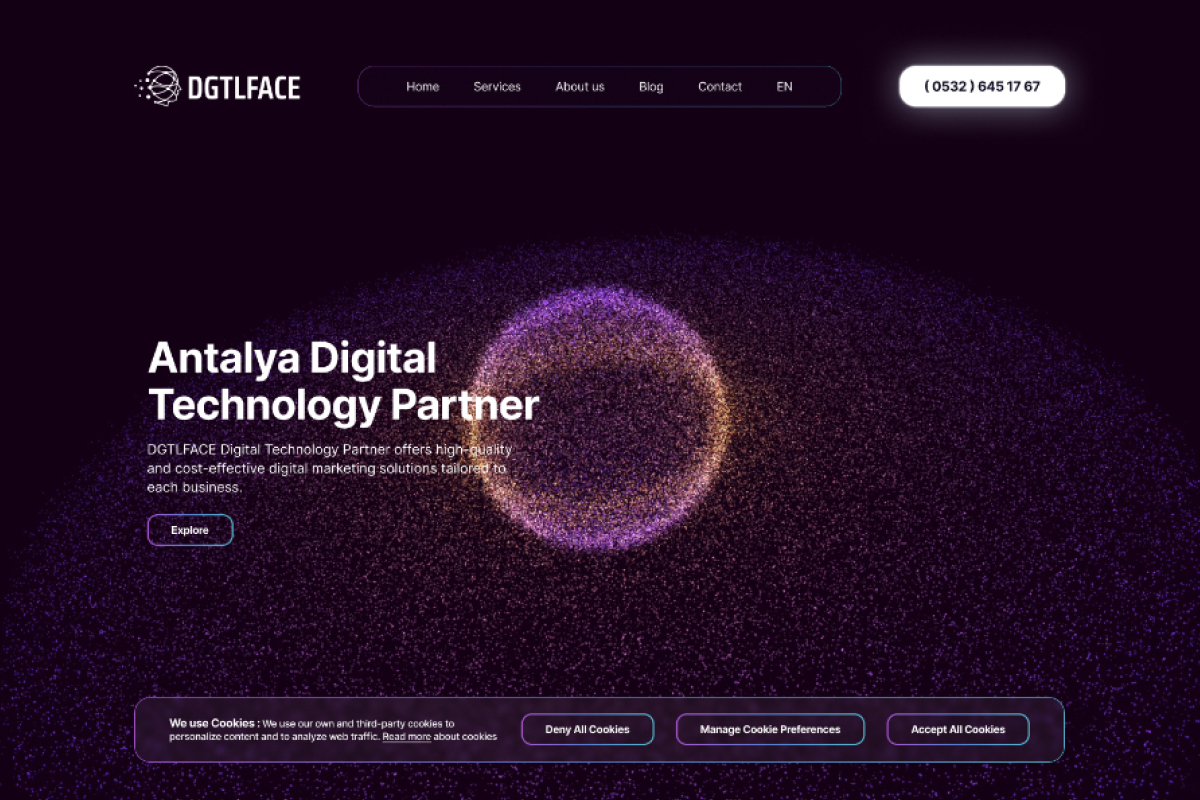 DGTLFACE
Home
Services
About us
Blog
Contact
EN
( 0532 ) 645 17 67
Antalya Digital
Technology Partner
DGTLFACE Digital Technology Partner offers high-quality
and cost-effective digital marketing solutions tailored to
each business.
Explore
We use Cookies : We use our own and third-party cookies to
personalize content and to analyze web traffic. Read more about cookies
Deny All Cookies
Manage Cookie Preferences
Accept All Cookies